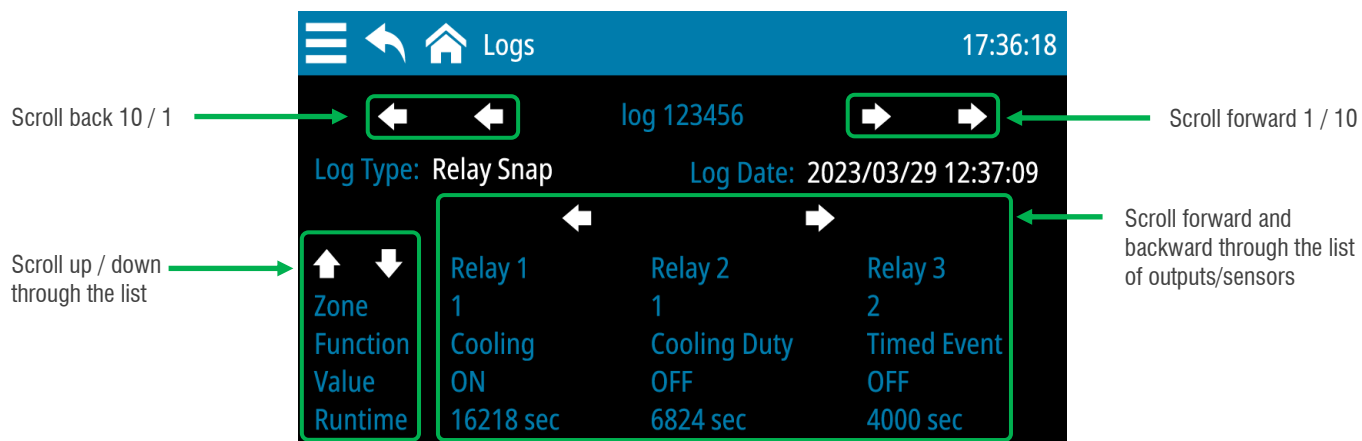 Logs 17:36:18
Scroll back 10 / 1
log 123456
Scroll forward 1 / 10
Log Type: Relay Snap Log Date: 2023/03/29 12:37:09
Scroll forward and
backward through the list
of outputs/sensors
Scroll up / down
through the list
Relay 1 Relay 2 Relay 3
Zone 1 1 2
Function Cooling Cooling Duty Timed Event
Value ON OFF OFF
Runtime 16218 sec 6824 sec 4000 sec